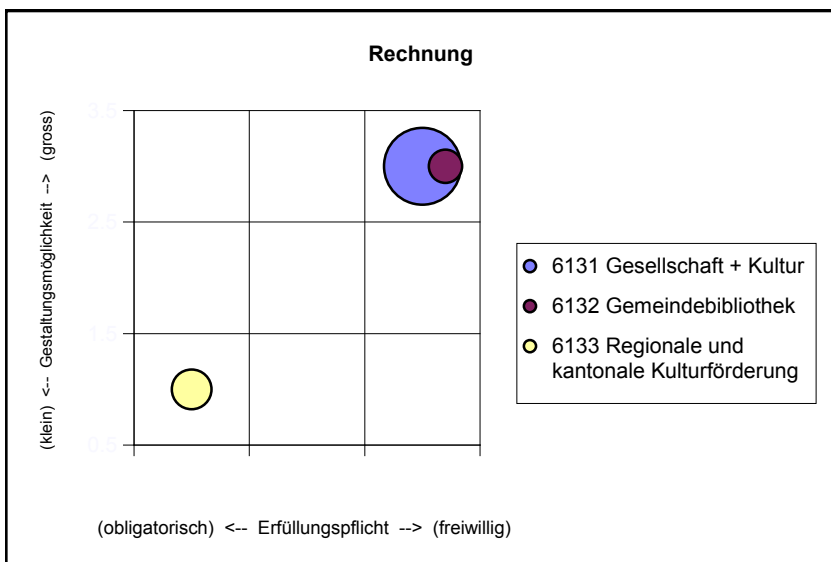 Rechnung
3.5
2.5
1.5
0.5
(klein) <-- Gestaltungsmöglichkeit --> (gross)
(obligatorisch) <-- Erfüllungspflicht --> (freiwillig)
6131 Gesellschaft + Kultur
6132 Gemeindebibliothek
6133 Regionale und
kantonale Kulturförderung